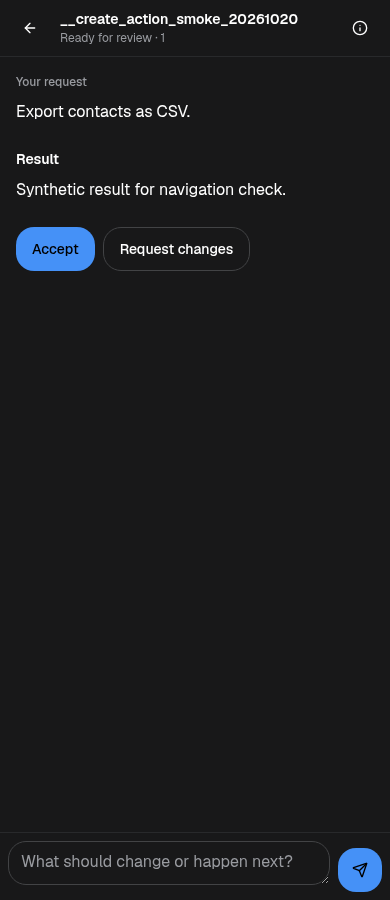 __create_action_smoke_20261020
Ready for review · 1
Your request
Export contacts as CSV.
Result
Synthetic result for navigation check.
Accept
Request changes
What should change or happen next?